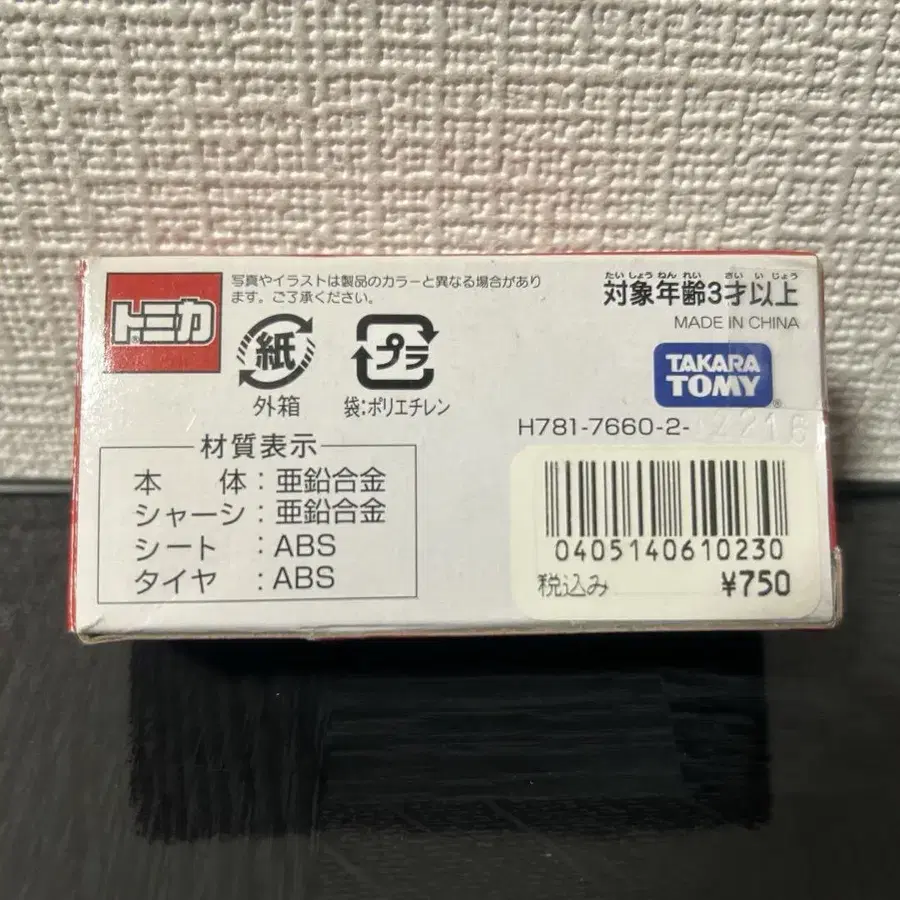 トミカ
写真やイラストは製品のカラーと異なる場合があり
ます。ご了承ください。
紙
外箱
プラ
袋:ポリエチレン
たいしょうねんれい さいいじょう
対象年齢3才以上
MADE IN CHINA
TAKARA
TOMY
H781-7660-2-
材質表示
本 体:亜鉛合金
シャーシ:亜鉛合金
シート :ABS
タイヤ :ABS
0405140610230
税込み ¥750